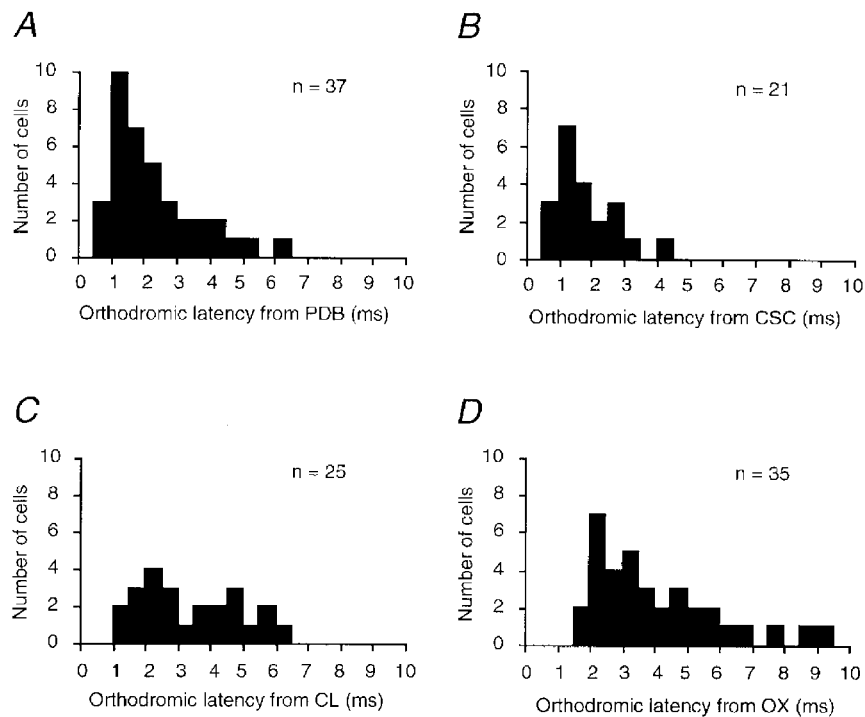 A
Number of cells
10
8
6
4
2
0
n = 37
0 1 2 3 4 5 6 7 8 9 10
Orthodromic latency from PDB (ms)
B
Number of cells
10
8
6
4
2
0
n = 21
0 1 2 3 4 5 6 7 8 9 10
Orthodromic latency from CSC (ms)
C
Number of cells
10
8
6
4
2
0
n = 25
0 1 2 3 4 5 6 7 8 9 10
Orthodromic latency from CL (ms)
D
Number of cells
10
8
6
4
2
0
n = 35
0 1 2 3 4 5 6 7 8 9 10
Orthodromic latency from OX (ms)